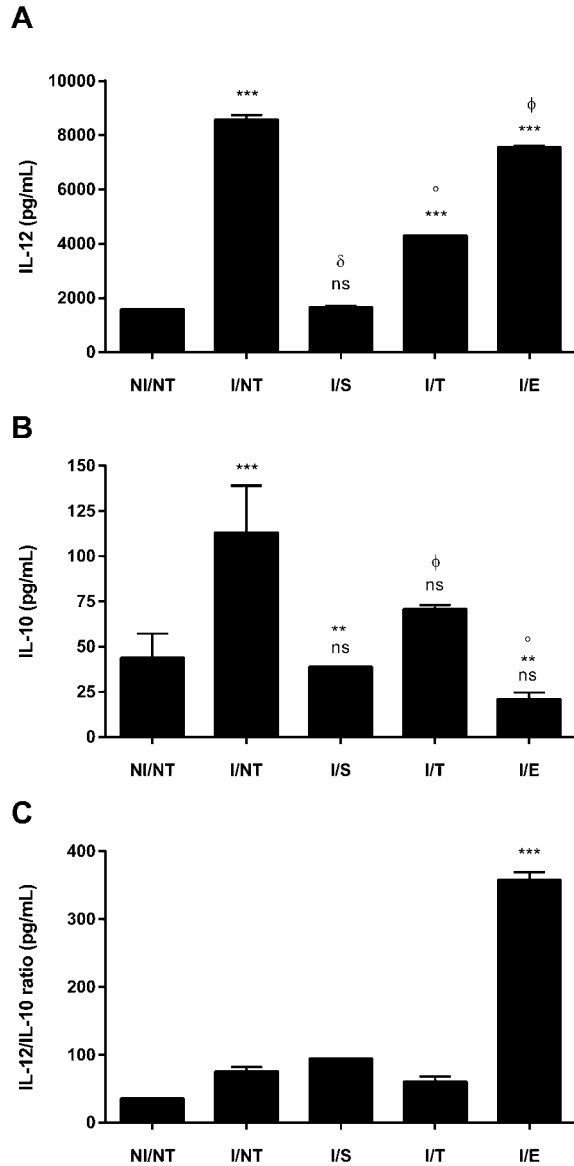 A
IL-12 (pg/mL)
10000
8000
6000
4000
2000
0
***
δ
ns
°
***
ϕ
***
NI/NT I/NT I/S I/T I/E
B
IL-10 (pg/mL)
150
125
100
75
50
25
0
***
**
ns
ϕ
ns
°
**
ns
NI/NT I/NT I/S I/T I/E
C
IL-12/IL-10 ratio (pg/mL)
400
300
200
100
0
***
NI/NT I/NT I/S I/T I/E